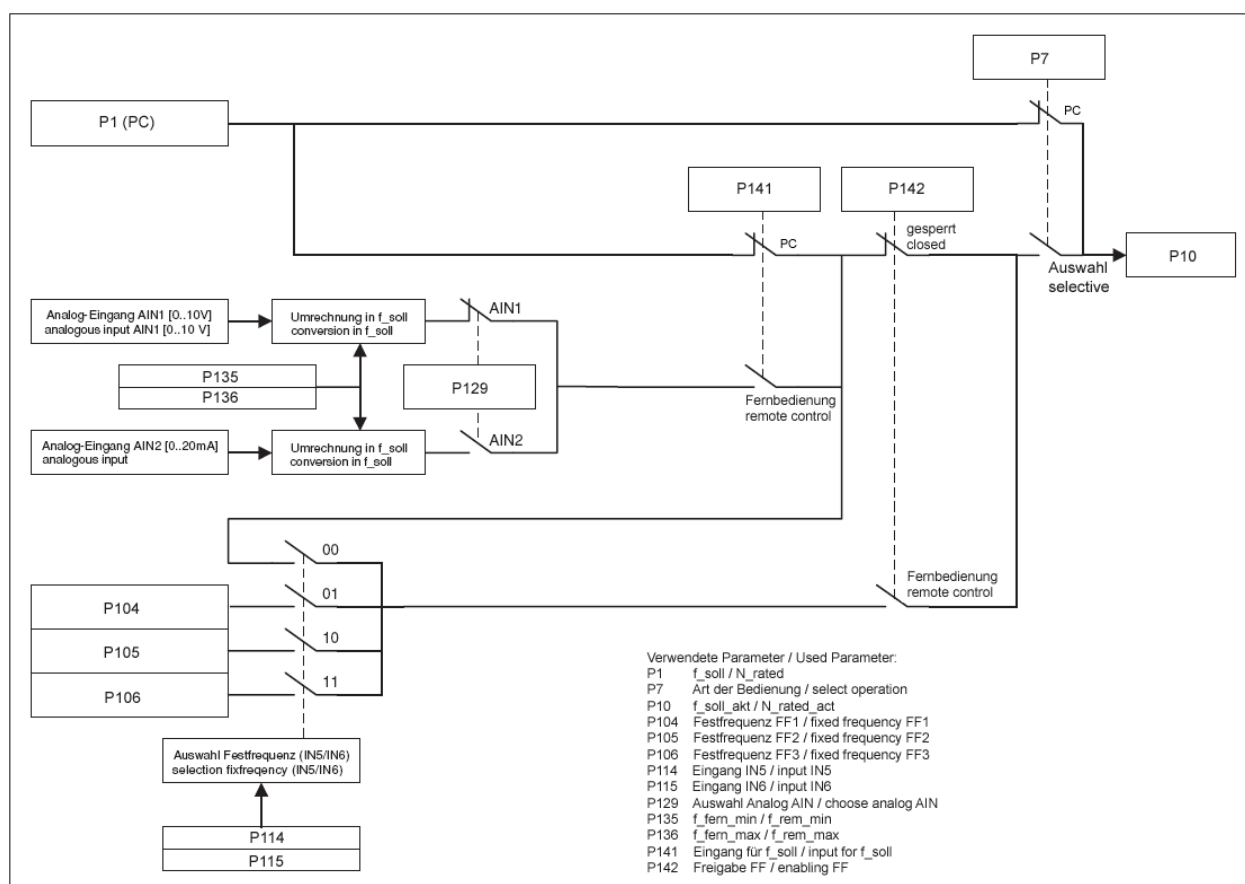 P7
P1 (PC)
PC
P141
P142
PC
gesperrt
closed
Auswahl
selective
P10
Analog-Eingang AIN1 [0..10V]
analogous input AIN1 [0..10 V]
Umrechnung in f_soll
conversion in f_soll
AIN1
P135
P136
P129
Fernbedienung
remote control
Analog-Eingang AIN2 [0..20mA]
analogous input
Umrechnung in f_soll
conversion in f_soll
AIN2
00
P104
01
Fernbedienung
remote control
P105
10
P106
11
Auswahl Festfrequenz (IN5/IN6)
selection fixfreqency (IN5/IN6)
P114
P115
Verwendete Parameter / Used Parameter:
P1 f_soll / N_rated
P7 Art der Bedienung / select operation
P10 f_soll_akt / N_rated_act
P104 Festfrequenz FF1 / fixed frequency FF1
P105 Festfrequenz FF2 / fixed frequency FF2
P106 Festfrequenz FF3 / fixed frequency FF3
P114 Eingang IN5 / input IN5
P115 Eingang IN6 / input IN6
P129 Auswahl Analog AIN / choose analog AIN
P135 f_fern_min / f_rem_min
P136 f_fern_max / f_rem_max
P141 Eingang für f_soll / input for f_soll
P142 Freigabe FF / enabling FF